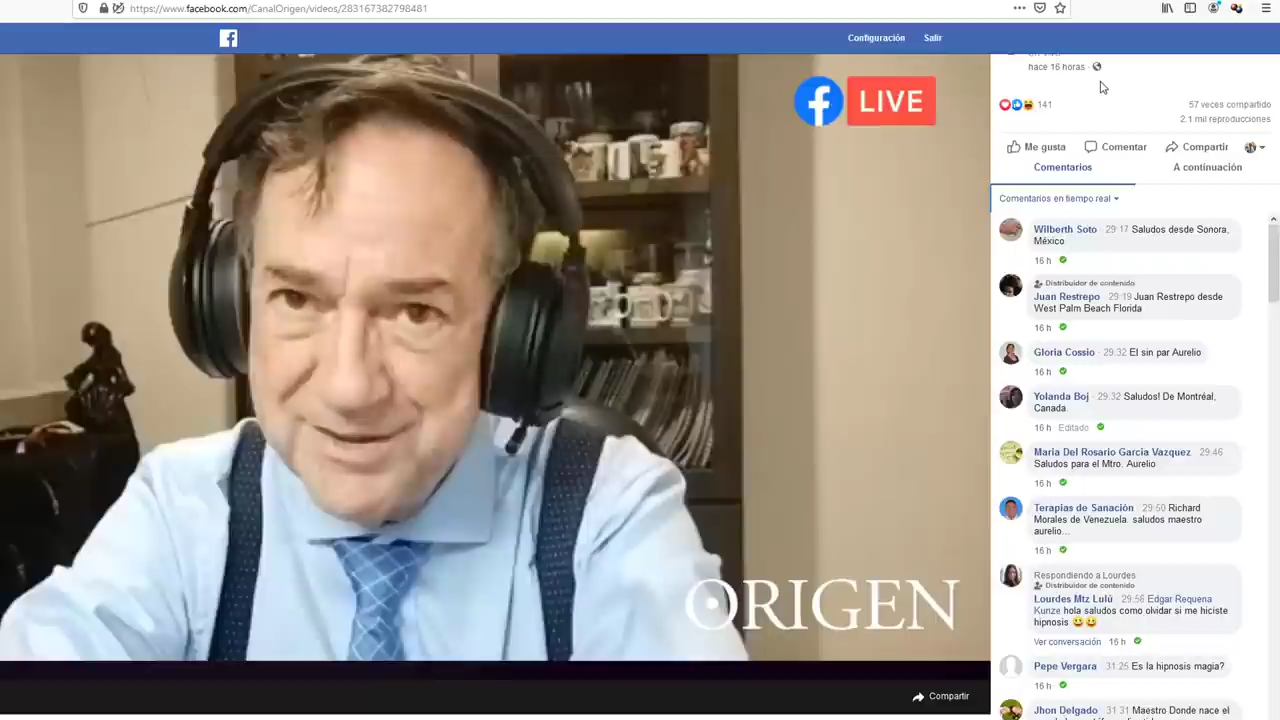 https://www.facebook.com/CanalOrigen/videos/283167382798481
Configuración
Salir
LIVE
ORIGEN
Compartir
hace 16 horas ·
141
57 veces compartido
2.1 mil reproducciones
Me gusta
Comentar
Compartir
Comentarios
A continuación
Comentarios en tiempo real
Wilberth Soto · 29:17 Saludos desde Sonora,
México
16 h
Distribuidor de contenido
Juan Restrepo · 29:19 Juan Restrepo desde
West Palm Beach Florida
16 h
Gloria Cossio · 29:32 El sin par Aurelio
16 h
Yolanda Boj · 29:32 Saludos! De Montréal,
Canada.
16 h Editado
Maria Del Rosario Garcia Vazquez · 29:46
Saludos para el Mtro. Aurelio
16 h
Terapias de Sanación · 29:50 Richard
Morales de Venezuela. saludos maestro
aurelio...
16 h
Respondiendo a Lourdes
Distribuidor de contenido
Lourdes Mtz Lulú · 29:56 Edgar Requena
Kunze hola saludos como olvidar si me hiciste
hipnosis
Ver conversación 16 h
Pepe Vergara · 31:25 Es la hipnosis magia?
16 h
Jhon Delgado · 31:31 Maestro Donde nace el